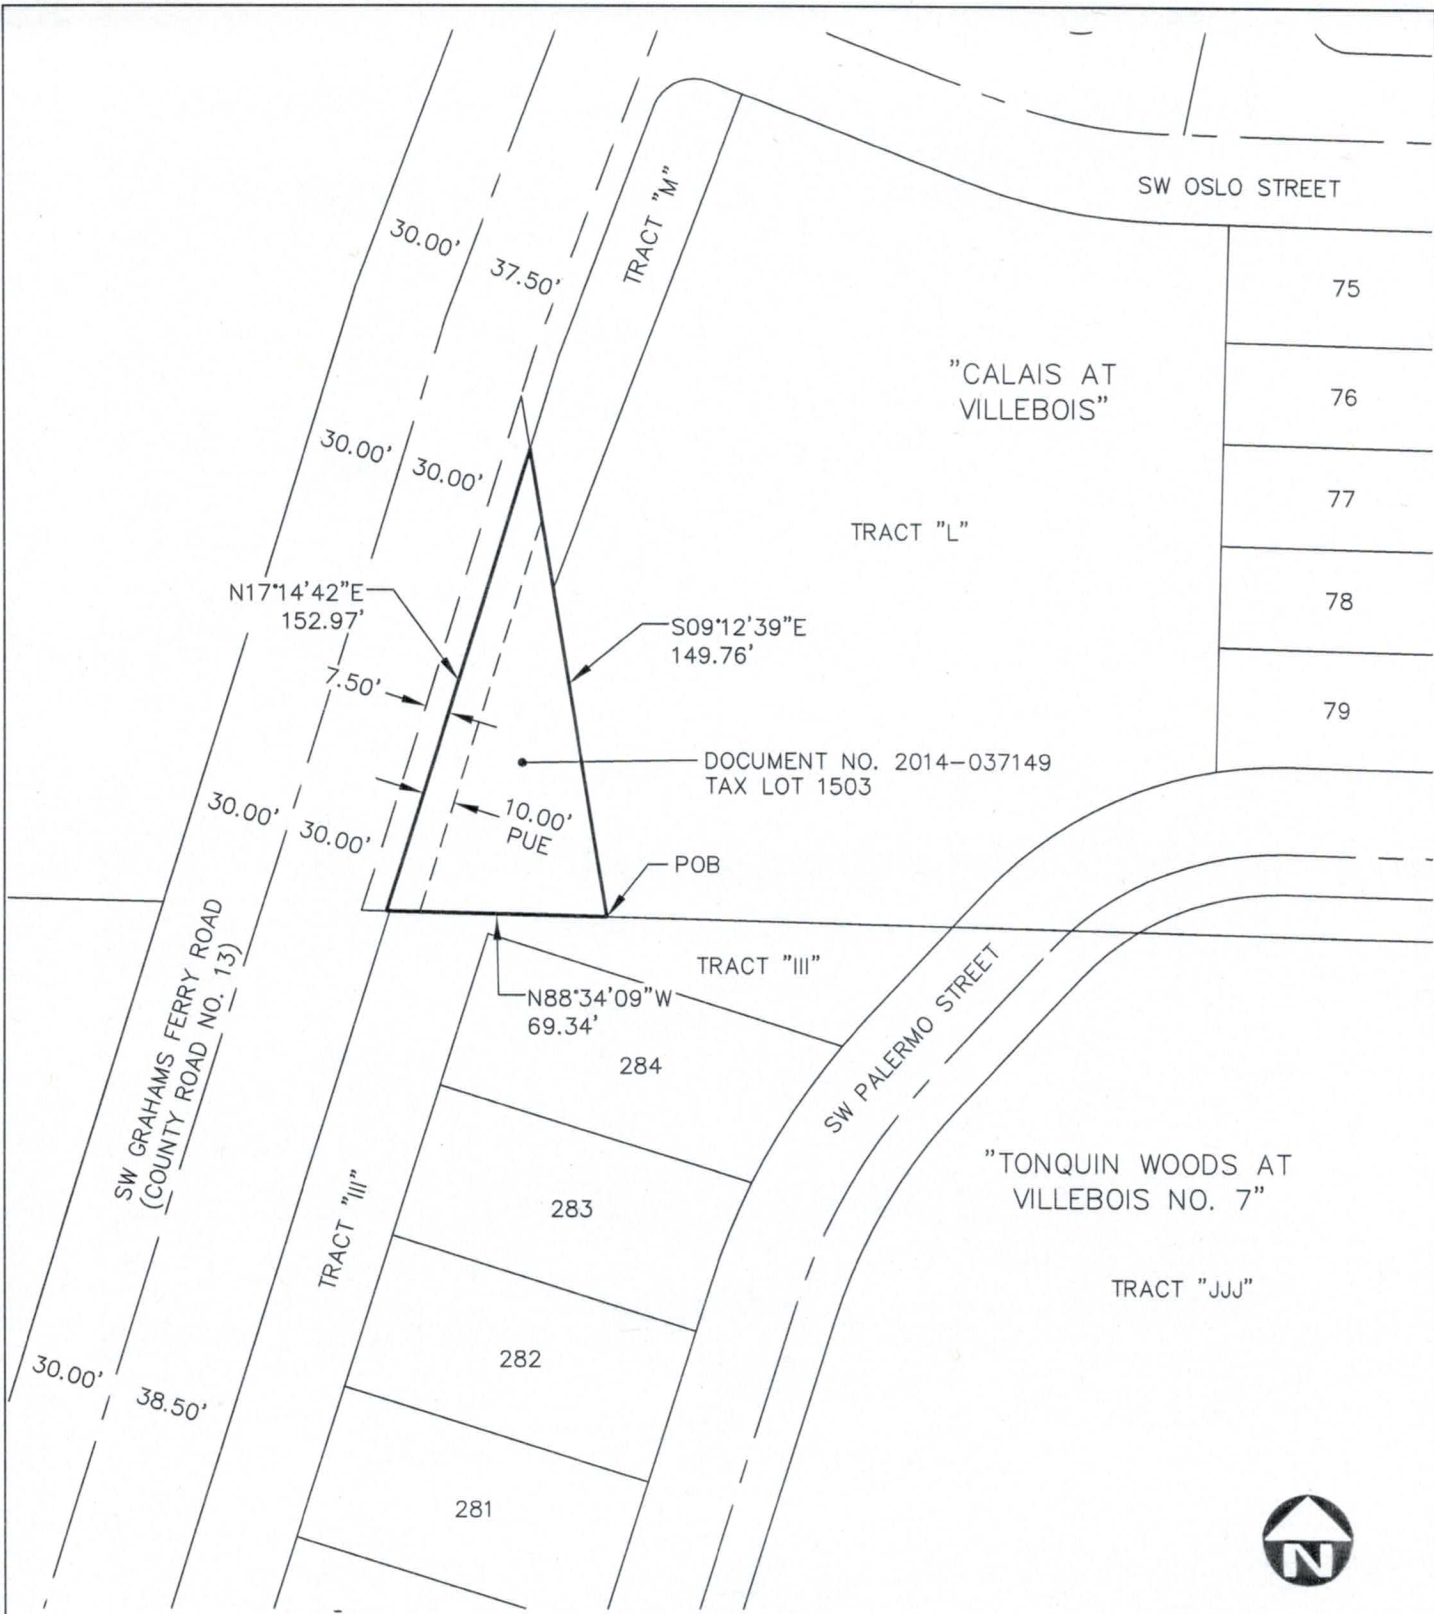 SW OSLO STREET
TRACT "M"
30.00'
37.50'
75
"CALAIS AT
VILLEBOIS"
76
30.00'
30.00'
77
TRACT "L"
N17°14'42"E
152.97'
78
S09°12'39"E
149.76'
7.50'
79
DOCUMENT NO. 2014-037149
TAX LOT 1503
30.00'
30.00'
10.00'
PUE
POB
SW GRAHAMS FERRY ROAD
(COUNTY ROAD NO. 13)
TRACT "III"
N88°34'09"W
69.34'
284
SW PALERMO STREET
"TONQUIN WOODS AT
VILLEBOIS NO. 7"
283
TRACT "III"
TRACT "JJJ"
282
30.00'
38.50'
281
N